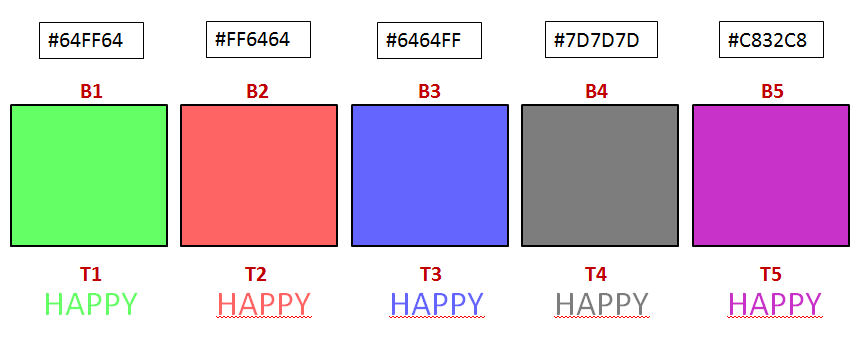 #64FF64 #FF6464 #6464FF #7D7D7D #C832C8
B1 B2 B3 B4 B5
T1 T2 T3 T4 T5
HAPPY HAPPY HAPPY HAPPY HAPPY